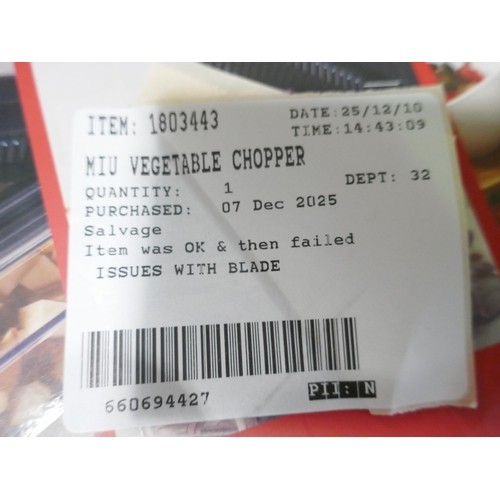 ITEM: 1803443 DATE:25/12/10
TIME:14:43:09
MIU VEGETABLE CHOPPER
QUANTITY: 1 DEPT: 32
PURCHASED: 07 Dec 2025
Salvage
Item was OK & then failed
ISSUES WITH BLADE
660694427 PII: N